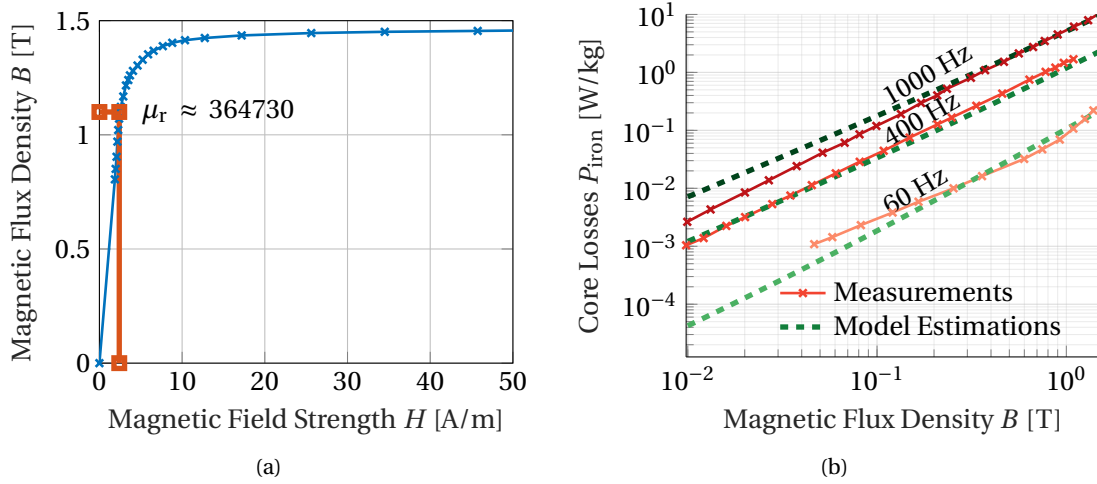 Magnetic Flux Density B [T]
1.5
1
0.5
0
μr ≈ 364730
0 10 20 30 40 50
Magnetic Field Strength H [A/m]
(a)
Core Losses Piron [W/kg]
10^1
10^0
10^−1
10^−2
10^−3
10^−4
1000 Hz
400 Hz
60 Hz
Measurements
Model Estimations
10^−2 10^−1 10^0
Magnetic Flux Density B [T]
(b)